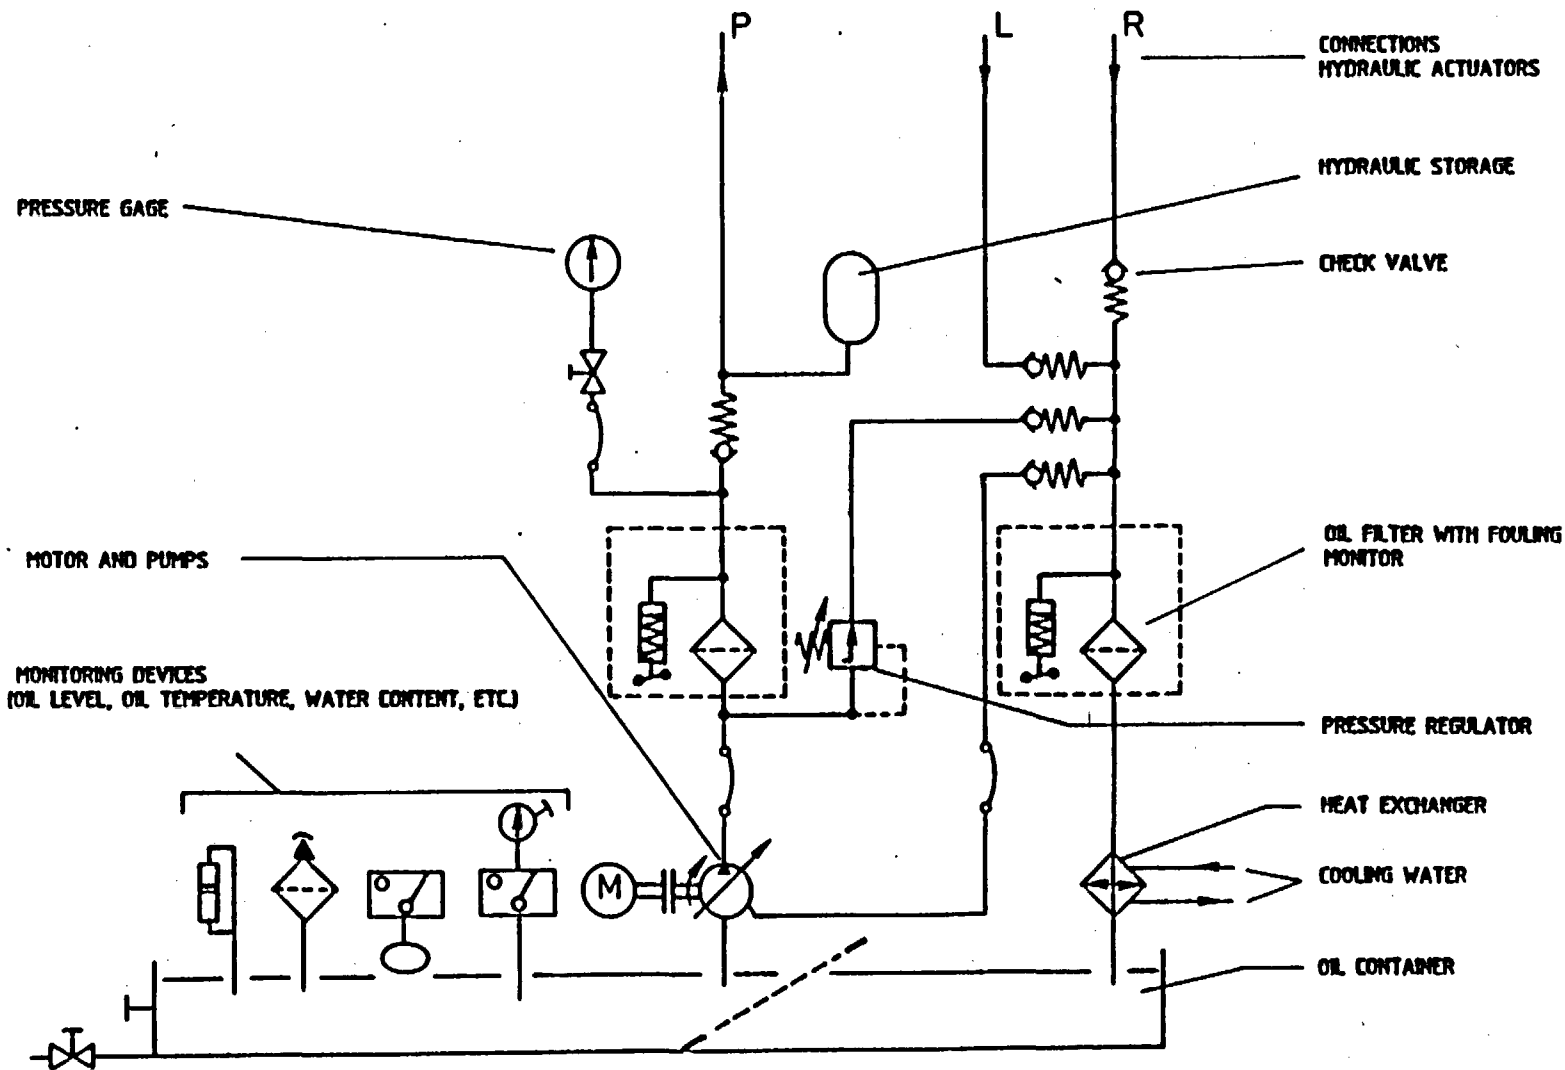 P
L
R
CONNECTIONS
HYDRAULIC ACTUATORS
HYDRAULIC STORAGE
PRESSURE GAGE
CHECK VALVE
OIL FILTER WITH FOULING
MONITOR
MOTOR AND PUMPS
MONITORING DEVICES
(OIL LEVEL, OIL TEMPERATURE, WATER CONTENT, ETC.)
PRESSURE REGULATOR
HEAT EXCHANGER
M
COOLING WATER
OIL CONTAINER